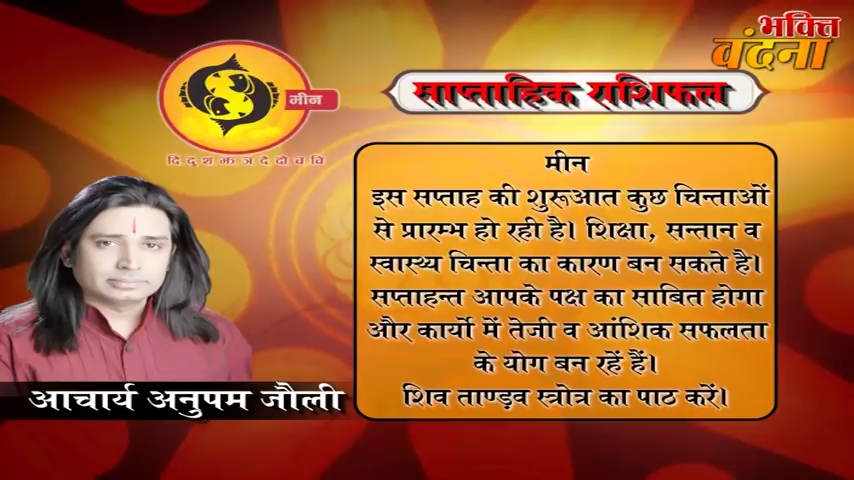 भक्ति
वंदना
मीन
साप्ताहिक राशिफल
दि दु श झ ञ दे दो च चि
मीन
इस सप्ताह की शुरूआत कुछ चिन्ताओं
से प्रारम्भ हो रही है। शिक्षा, सन्तान व
स्वास्थ्य चिन्ता का कारण बन सकते है।
सप्ताहन्त आपके पक्ष का साबित होगा
और कार्यो में तेजी व आंशिक सफलता
के योग बन रहें हैं।
शिव ताण्ड़व स्त्रोत्र का पाठ करें।
आचार्य अनुपम जौली